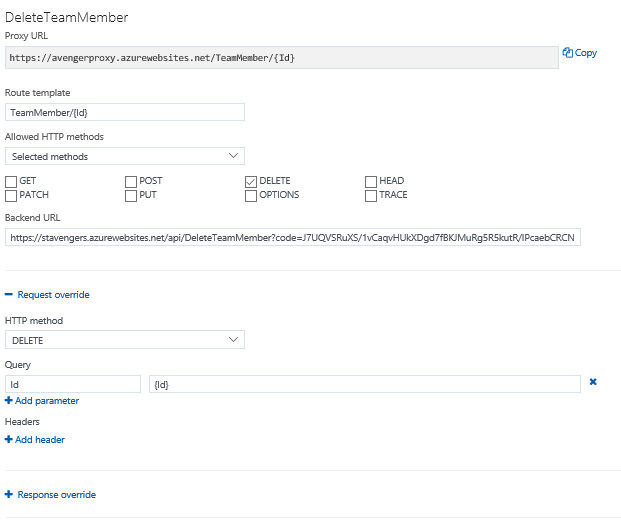 DeleteTeamMember
Proxy URL
https://avengerproxy.azurewebsites.net/TeamMember/{Id}
Copy
Route template
TeamMember/{Id}
Allowed HTTP methods
Selected methods
GET POST DELETE HEAD
PATCH PUT OPTIONS TRACE
Backend URL
https://stavengers.azurewebsites.net/api/DeleteTeamMember?code=J7UQVSRuXS/1vCaqvHUkXDgd7fBKJMuRg5R5kutR/IPcaebCRCN
Request override
HTTP method
DELETE
Query
Id {Id}
Add parameter
Headers
Add header
Response override